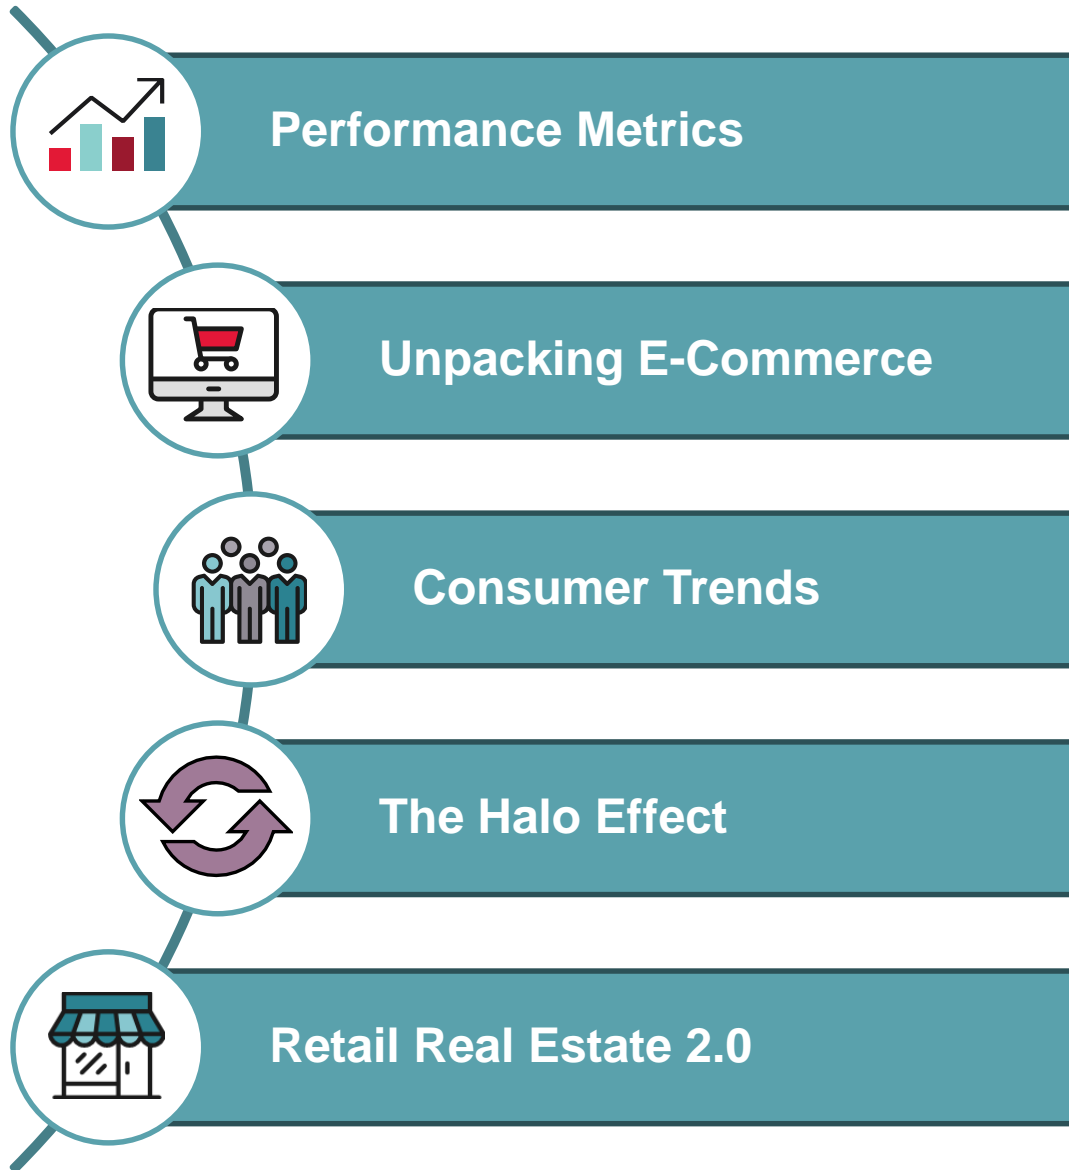 Performance Metrics
Unpacking E-Commerce
Consumer Trends
The Halo Effect
Retail Real Estate 2.0